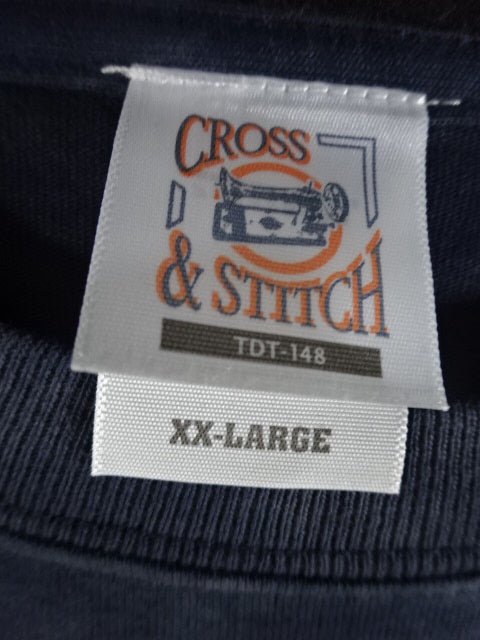 CROSS
& STITCH
TDT-148
XX-LARGE